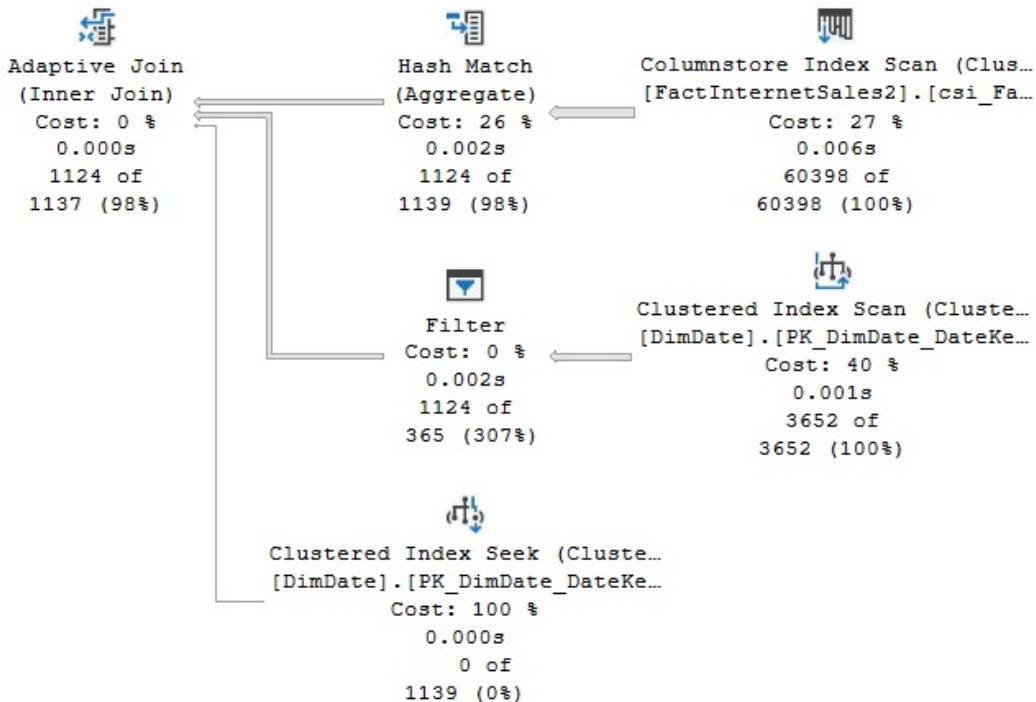 Adaptive Join
(Inner Join)
Cost: 0 %
0.000s
1124 of
1137 (98%)
Hash Match
(Aggregate)
Cost: 26 %
0.002s
1124 of
1139 (98%)
Columnstore Index Scan (Clus…
[FactInternetSales2].[csi_Fa…
Cost: 27 %
0.006s
60398 of
60398 (100%)
Filter
Cost: 0 %
0.002s
1124 of
365 (307%)
Clustered Index Scan (Cluste…
[DimDate].[PK_DimDate_DateKe…
Cost: 40 %
0.001s
3652 of
3652 (100%)
Clustered Index Seek (Cluste…
[DimDate].[PK_DimDate_DateKe…
Cost: 100 %
0.000s
0 of
1139 (0%)